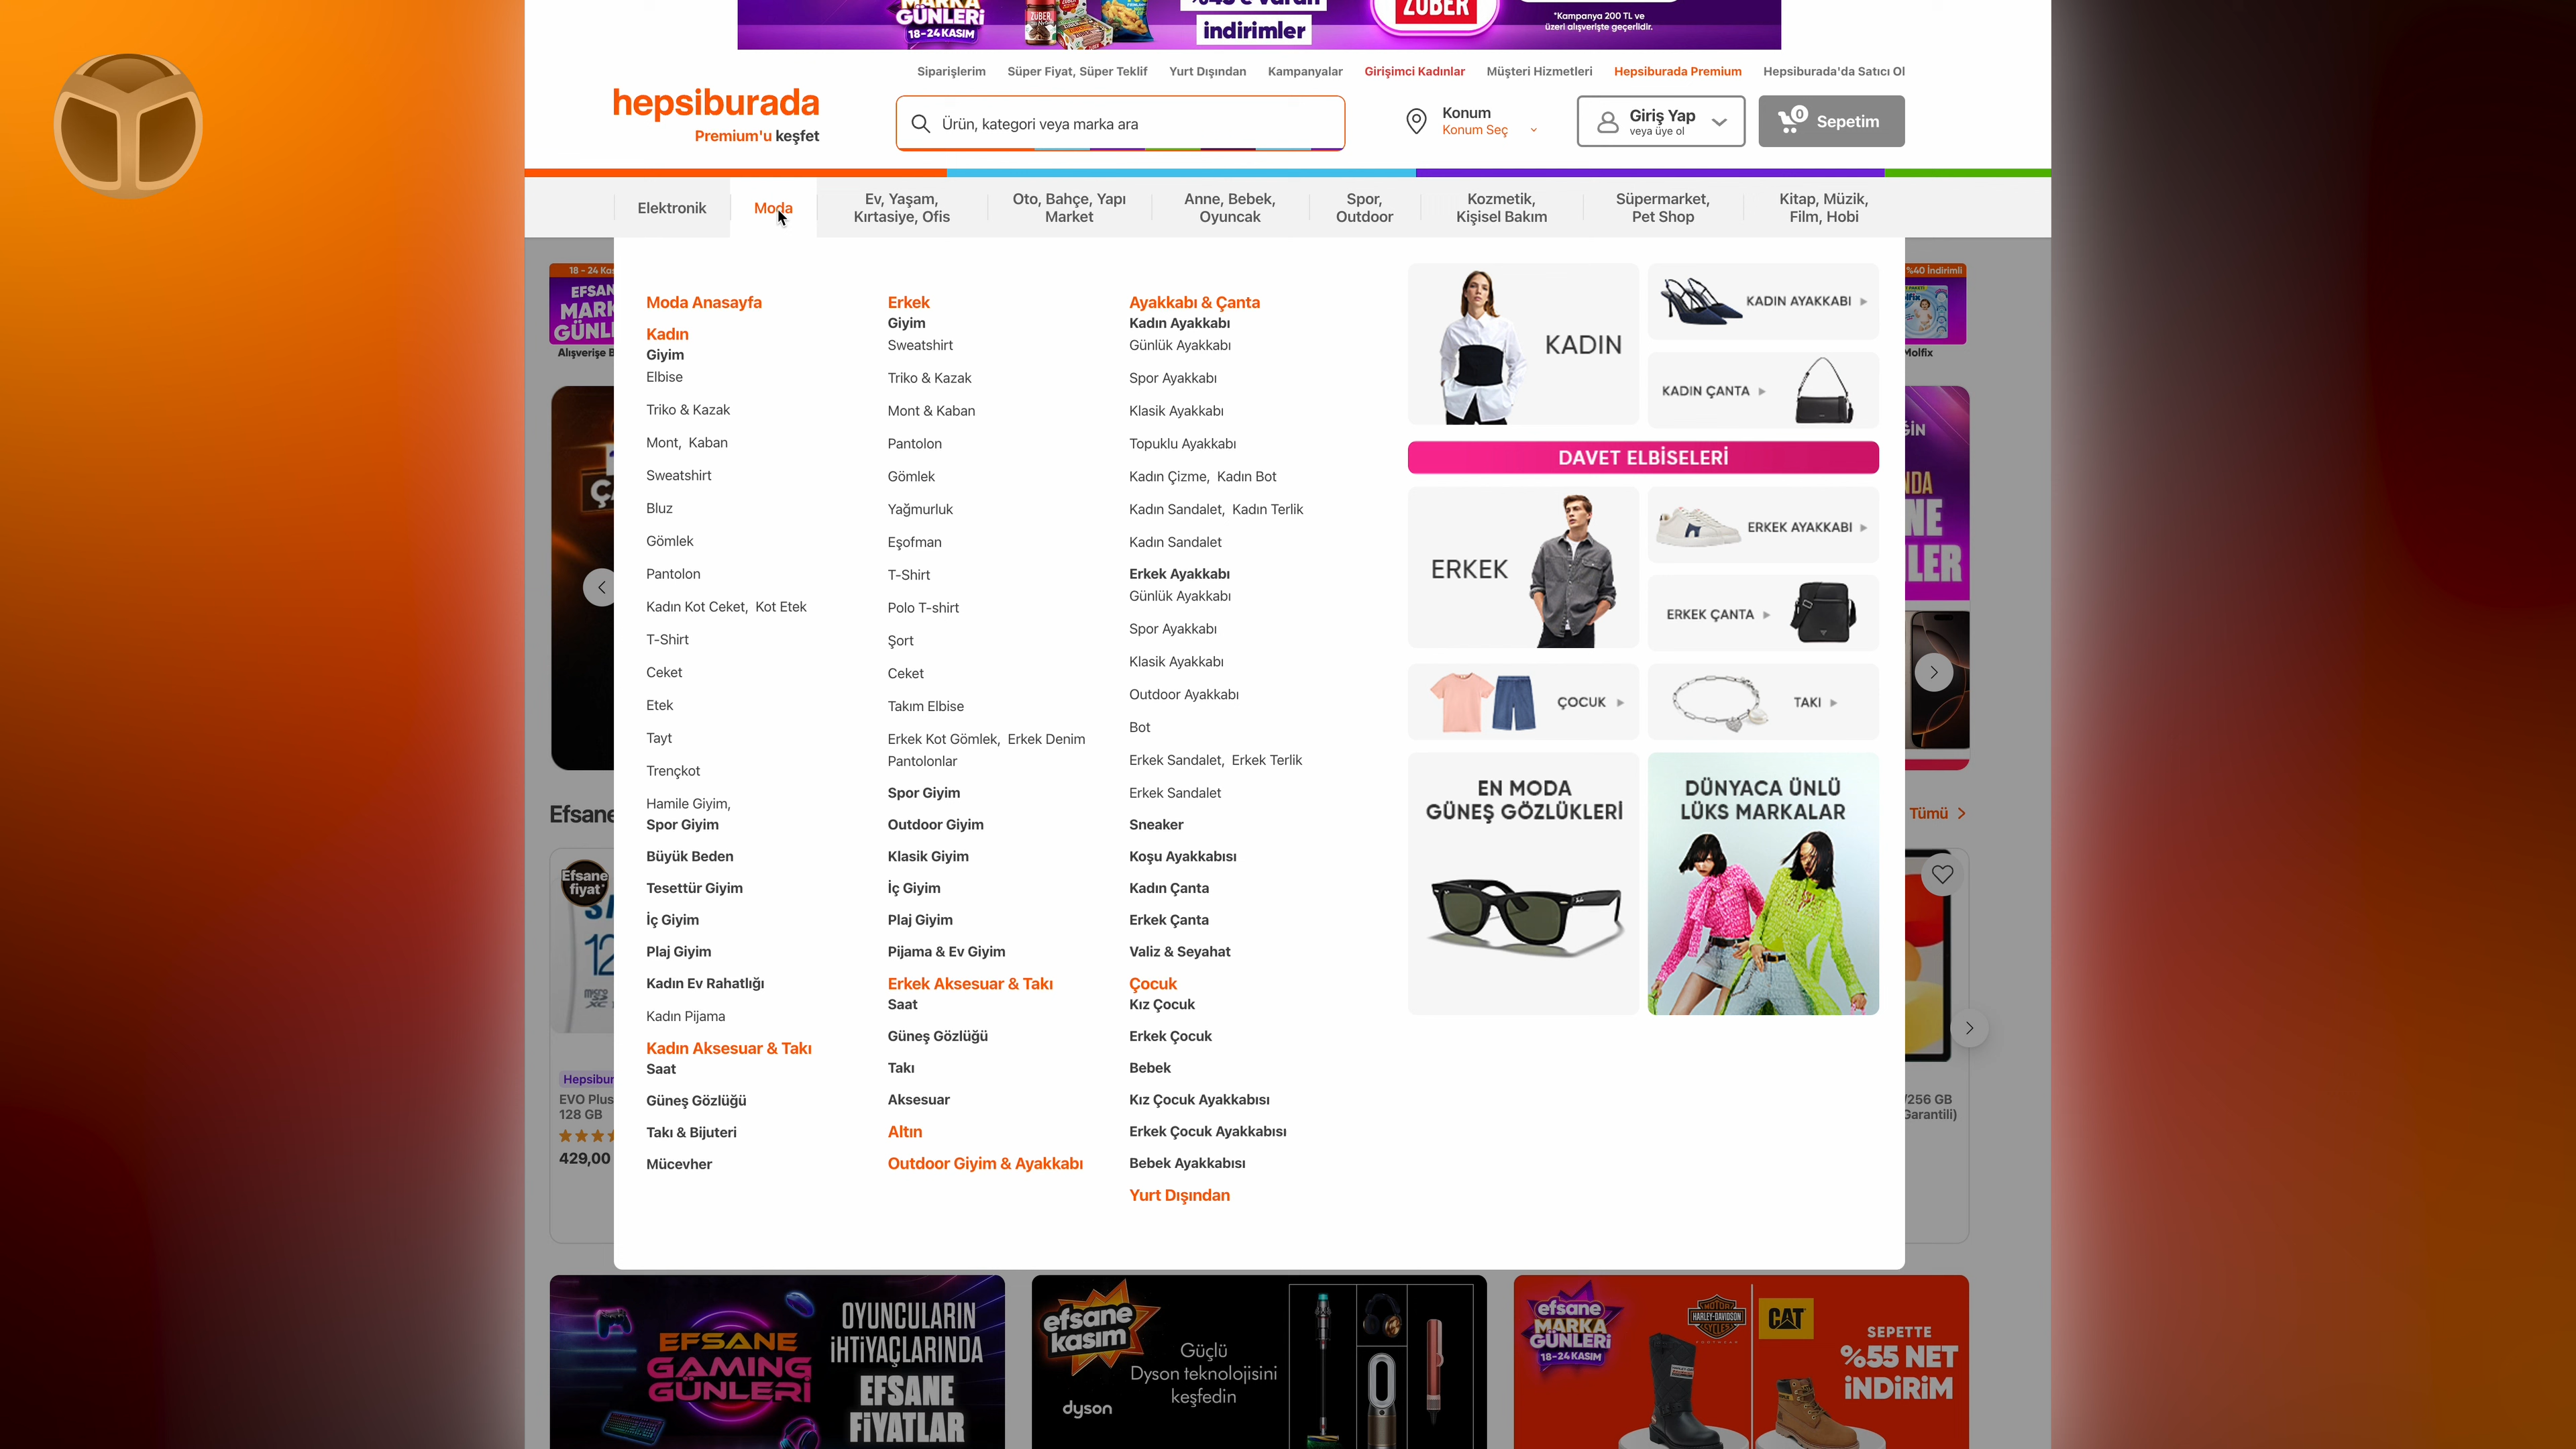 MARKA
GÜNLERİ
18-24 KASIM
ZUBER
indirimler
ZUBER
*Kampanya 200 TL ve
üzeri alışverişte geçerlidir.
Siparişlerim
Süper Fiyat, Süper Teklif
Yurt Dışından
Kampanyalar
Girişimci Kadınlar
Müşteri Hizmetleri
Hepsiburada Premium
Hepsiburada'da Satıcı Ol
hepsiburada
Premium'u keşfet
Ürün, kategori veya marka ara
Konum
Konum Seç
Giriş Yap
veya üye ol
0
Sepetim
Elektronik
Moda
Ev, Yaşam,
Kırtasiye, Ofis
Oto, Bahçe, Yapı
Market
Anne, Bebek,
Oyuncak
Spor,
Outdoor
Kozmetik,
Kişisel Bakım
Süpermarket,
Pet Shop
Kitap, Müzik,
Film, Hobi
Moda Anasayfa
Kadın
Giyim
Elbise
Triko & Kazak
Mont, Kaban
Sweatshirt
Bluz
Gömlek
Pantolon
Kadın Kot Ceket, Kot Etek
T-Shirt
Ceket
Etek
Tayt
Trençkot
Hamile Giyim,
Spor Giyim
Büyük Beden
Tesettür Giyim
İç Giyim
Plaj Giyim
Kadın Ev Rahatlığı
Kadın Pijama
Kadın Aksesuar & Takı
Saat
Güneş Gözlüğü
Takı & Bijuteri
Mücevher
Erkek
Giyim
Sweatshirt
Triko & Kazak
Mont & Kaban
Pantolon
Gömlek
Yağmurluk
Eşofman
T-Shirt
Polo T-shirt
Şort
Ceket
Takım Elbise
Erkek Kot Gömlek, Erkek Denim
Pantolonlar
Spor Giyim
Outdoor Giyim
Klasik Giyim
İç Giyim
Plaj Giyim
Pijama & Ev Giyim
Erkek Aksesuar & Takı
Saat
Güneş Gözlüğü
Takı
Aksesuar
Altın
Outdoor Giyim & Ayakkabı
Ayakkabı & Çanta
Kadın Ayakkabı
Günlük Ayakkabı
Spor Ayakkabı
Klasik Ayakkabı
Topuklu Ayakkabı
Kadın Çizme, Kadın Bot
Kadın Sandalet, Kadın Terlik
Kadın Sandalet
Erkek Ayakkabı
Günlük Ayakkabı
Spor Ayakkabı
Klasik Ayakkabı
Outdoor Ayakkabı
Bot
Erkek Sandalet, Erkek Terlik
Erkek Sandalet
Sneaker
Koşu Ayakkabısı
Kadın Çanta
Erkek Çanta
Valiz & Seyahat
Çocuk
Kız Çocuk
Erkek Çocuk
Bebek
Kız Çocuk Ayakkabısı
Erkek Çocuk Ayakkabısı
Bebek Ayakkabısı
Yurt Dışından
KADIN
KADIN AYAKKABI
KADIN ÇANTA
DAVET ELBİSELERİ
ERKEK
ERKEK AYAKKABI
ERKEK ÇANTA
ÇOCUK
TAKI
EN MODA
GÜNEŞ GÖZLÜKLERİ
DÜNYACA ÜNLÜ
LÜKS MARKALAR
18 - 24 Kas
EFSAN
MARK
GÜNL
Alışverişe B
%40 İndirimli
Molfix
Efsane
Tümü
Efsane
fiyat*
Hepsibur
EVO Plus
128 GB
429,00
/256 GB
Garantili)
EFSANE
GAMING
GÜNLERİ
OYUNCULARIN
İHTİYAÇLARINDA
EFSANE
FİYATLAR
efsane
kasım
Güçlü
Dyson teknolojisini
keşfedin
dyson
efsane
MARKA
GÜNLERİ
18-24 KASIM
MOTOR
HARLEY-DAVIDSON
CYCLES
CAT
SEPETTE
%55 NET
İNDİRİM